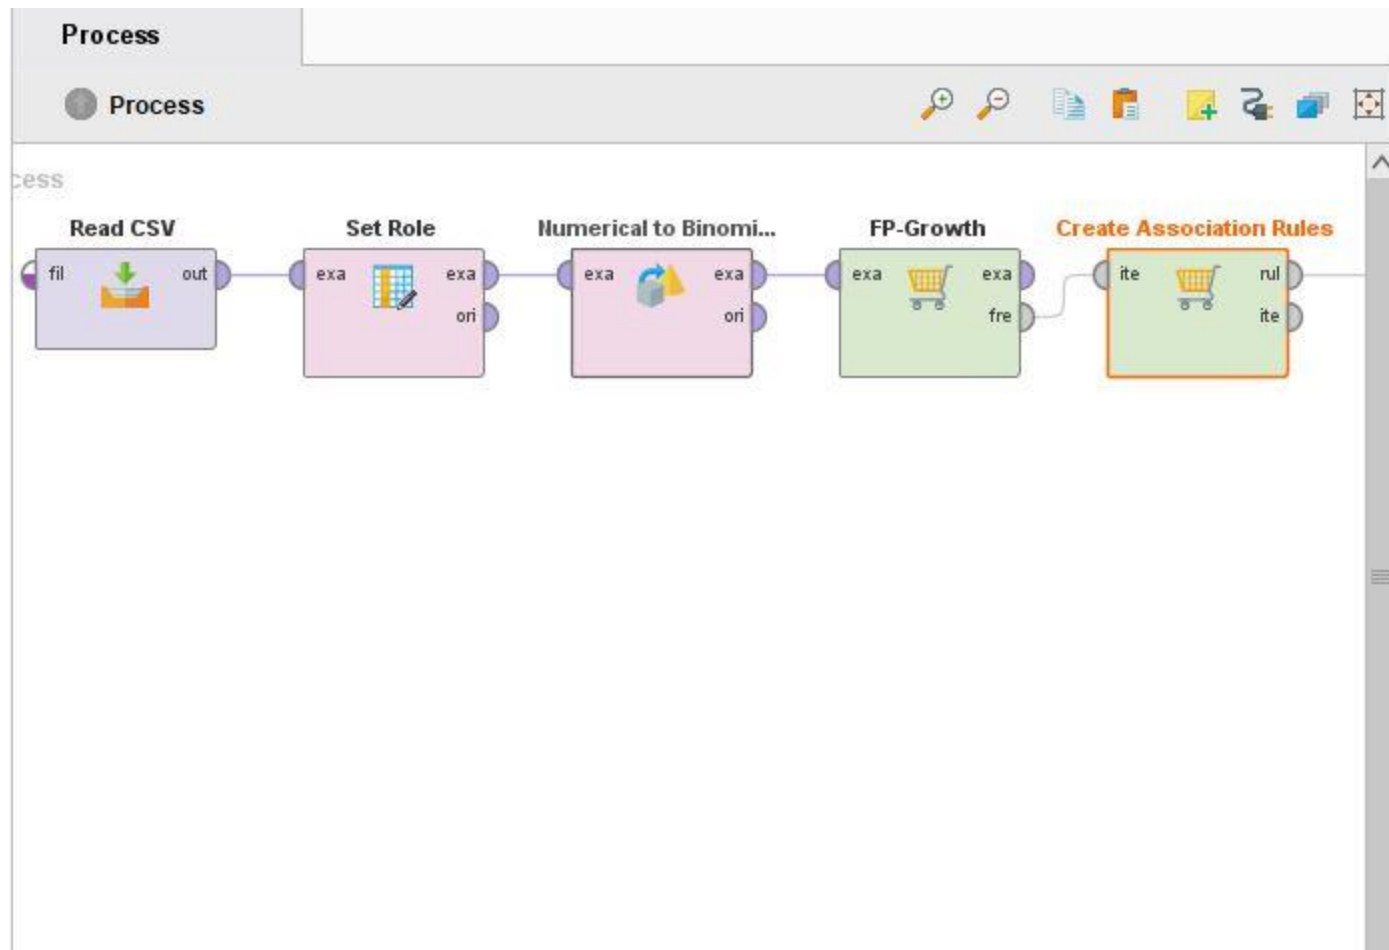 Process
Process
cess
Read CSV
Set Role
Numerical to Binomi...
FP-Growth
Create Association Rules
fil out exa exa exa exa exa exa ite rul
ori ori fre ite